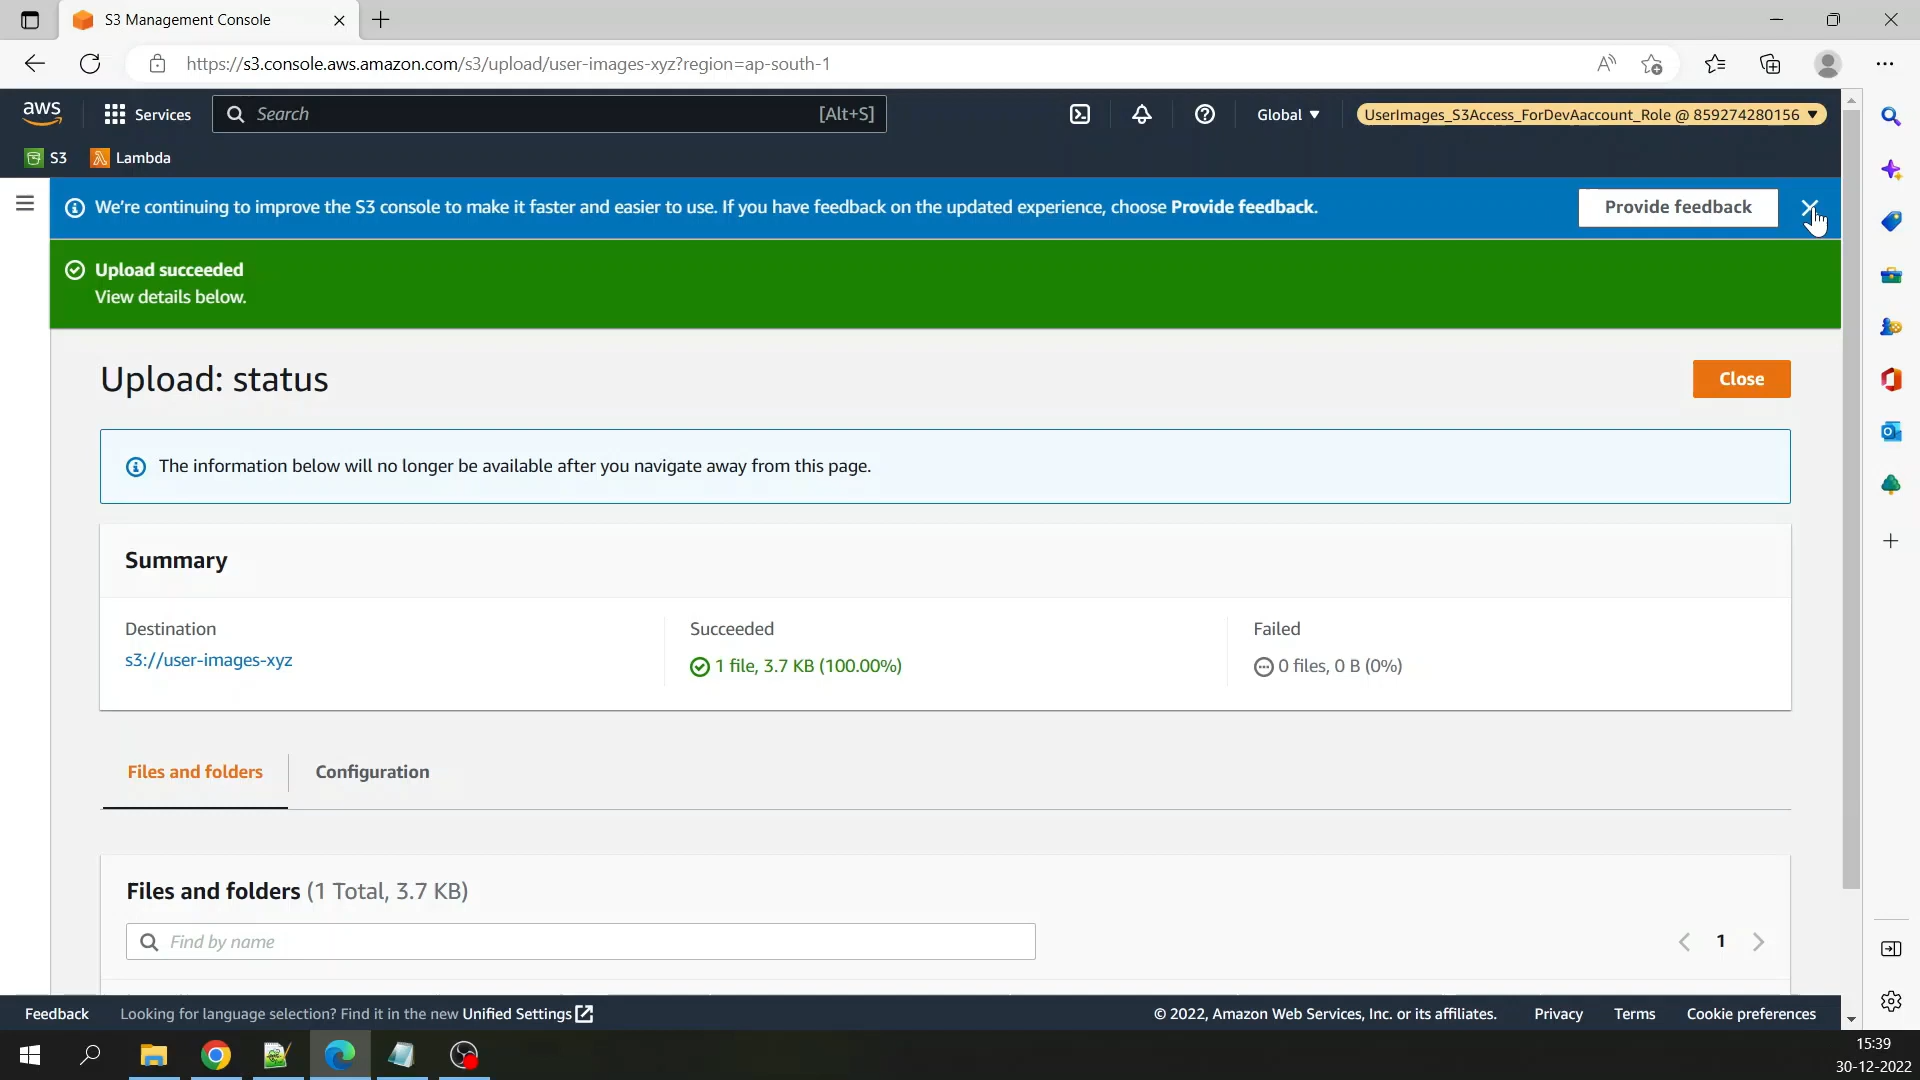 S3 Management Console
https://s3.console.aws.amazon.com/s3/upload/user-images-xyz?region=ap-south-1
aws
Services
Search
[Alt+S]
Global
UserImages_S3Access_ForDevAaccount_Role @ 859274280156
S3
Lambda
We're continuing to improve the S3 console to make it faster and easier to use. If you have feedback on the updated experience, choose Provide feedback.
Provide feedback
Upload succeeded
View details below.
Upload: status
Close
The information below will no longer be available after you navigate away from this page.
Summary
Destination
s3://user-images-xyz
Succeeded
1 file, 3.7 KB (100.00%)
Failed
0 files, 0 B (0%)
Files and folders
Configuration
Files and folders (1 Total, 3.7 KB)
Find by name
1
Feedback
Looking for language selection? Find it in the new Unified Settings
© 2022, Amazon Web Services, Inc. or its affiliates.
Privacy
Terms
Cookie preferences
15:39
30-12-2022